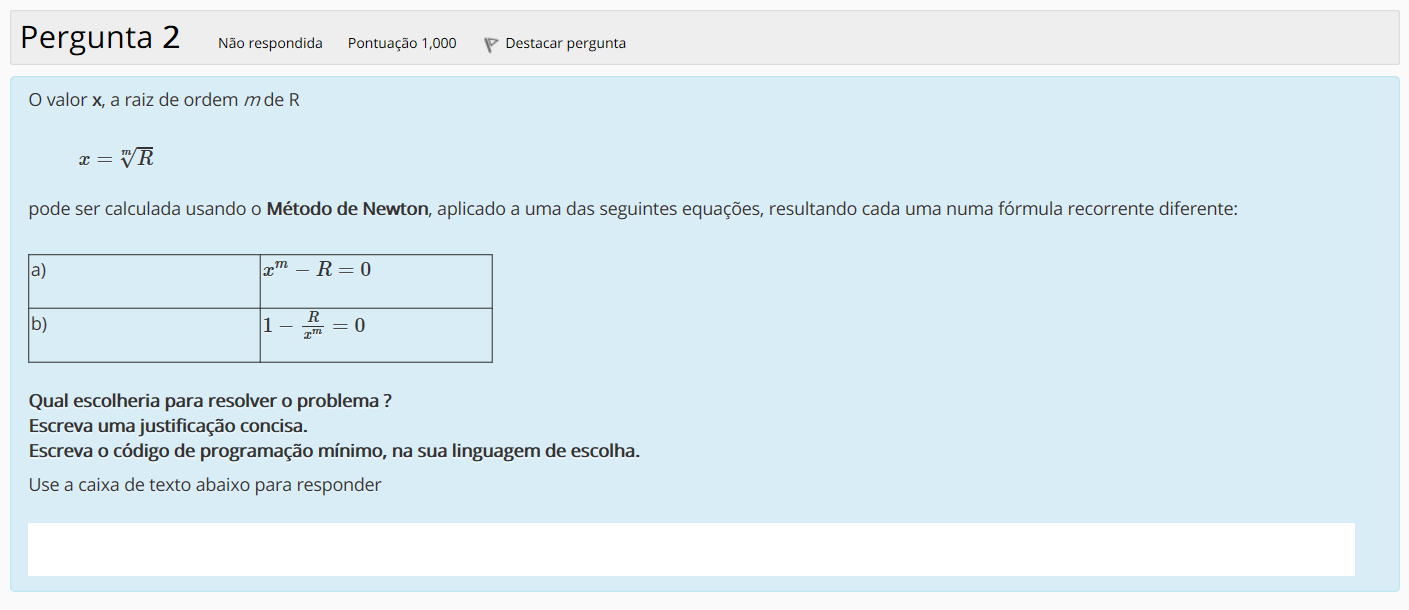 Pergunta 2 Não respondida Pontuação 1,000 Destacar pergunta
O valor x, a raiz de ordem m de R
x = \sqrt[m]{R}
pode ser calculada usando o Método de Newton, aplicado a uma das seguintes equações, resultando cada uma numa fórmula recorrente diferente:
a) x^m − R = 0
b) 1 − \frac{R}{x^m} = 0
Qual escolheria para resolver o problema ?
Escreva uma justificação concisa.
Escreva o código de programação mínimo, na sua linguagem de escolha.
Use a caixa de texto abaixo para responder